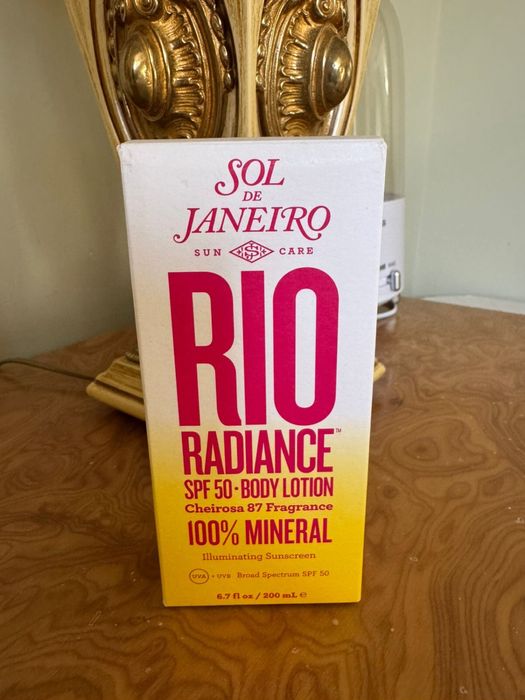 SOL
DE
JANEIRO
SUN CARE
RIO
RADIANCE™
SPF 50 · BODY LOTION
Cheirosa 87 Fragrance
100% MINERAL
Illuminating Sunscreen
UVA + UVB Broad Spectrum SPF 50
6.7 fl oz / 200 mL ℮